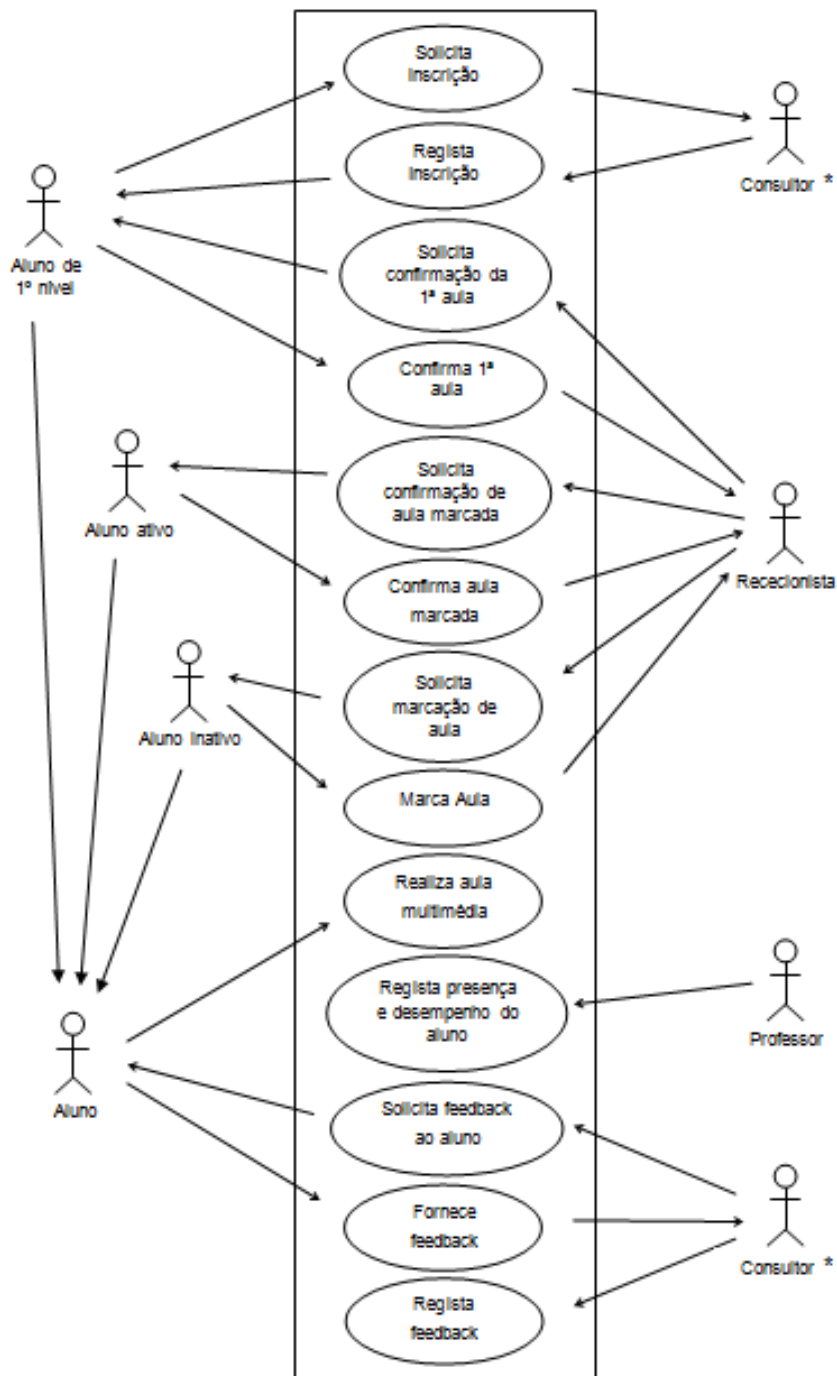 Solicita
Inscrição
Consultor *
Regista
Inscrição
Aluno de
1º nível
Solicita
confirmação da
1ª aula
Confirma 1ª
aula
Solicita
confirmação de
aula marcada
Aluno ativo
Rececionista
Confirma aula
marcada
Solicita
marcação de
aula
Aluno Inativo
Marca Aula
Realiza aula
multimédia
Regista presença
e desempenho do
aluno
Professor
Aluno
Solicita feedback
ao aluno
Fornece
feedback
Consultor *
Regista
feedback